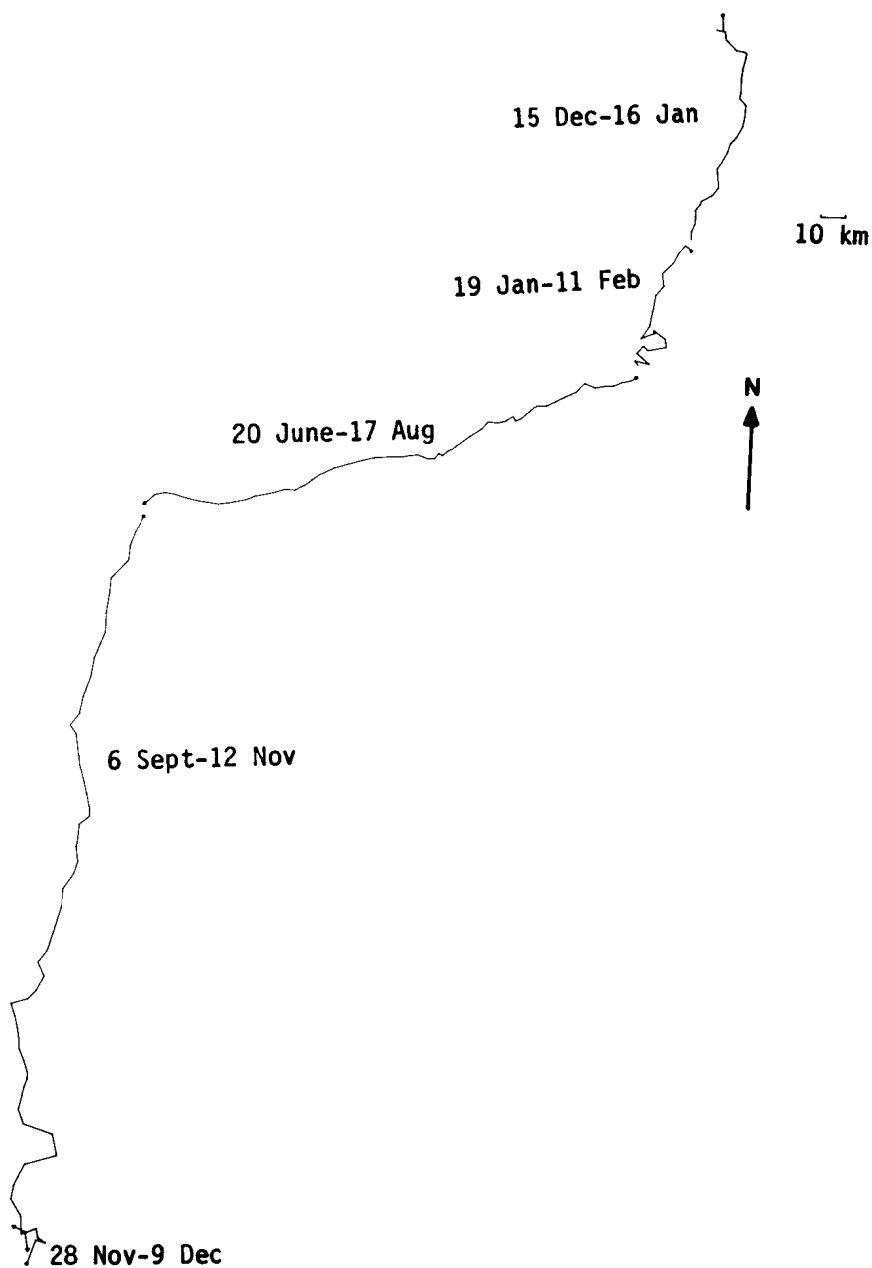 15 Dec-16 Jan
10 km
19 Jan-11 Feb
N
20 June-17 Aug
6 Sept-12 Nov
28 Nov-9 Dec